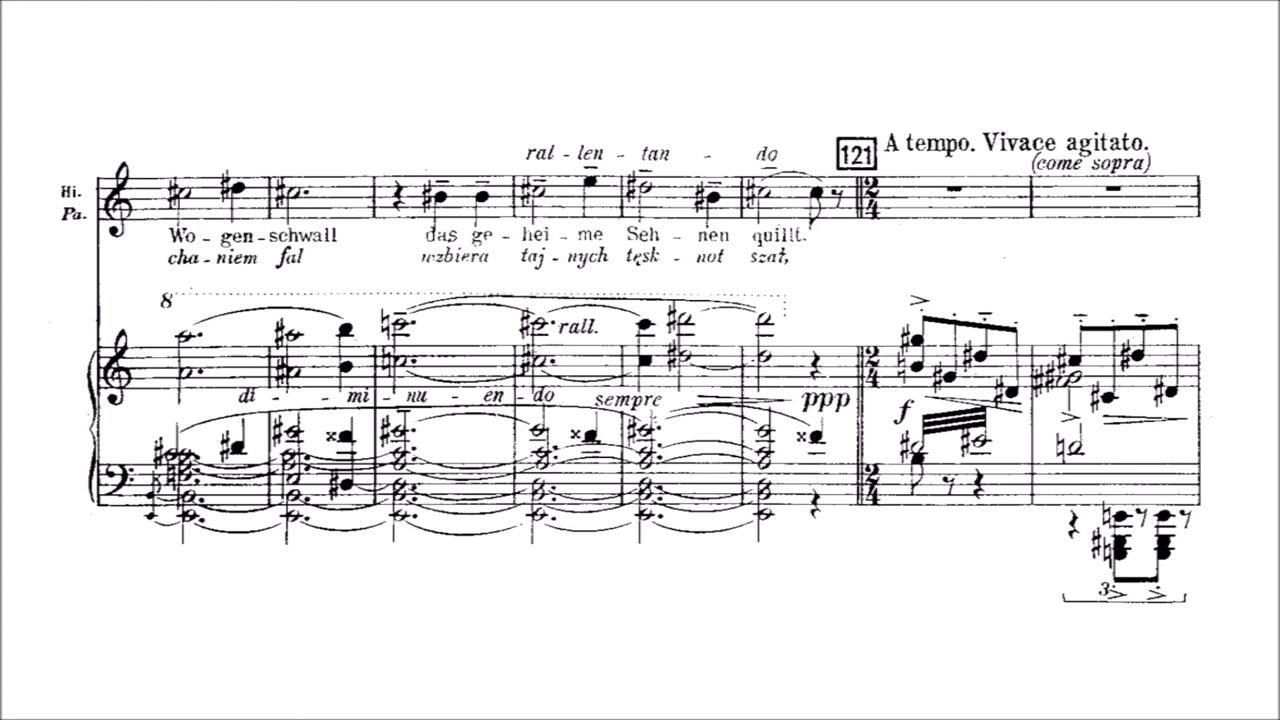 ral - len - tan - do
121 A tempo. Vivace agitato.
(come sopra)
Hi.
Pa.
Wo - gen - schwall das ge - hei - me Seh - nen quillt.
cha - niem fal wzbiera taj - nych tęsk - not szał,
8
rall.
di - mi - nu - en - do sempre ppp
f
3